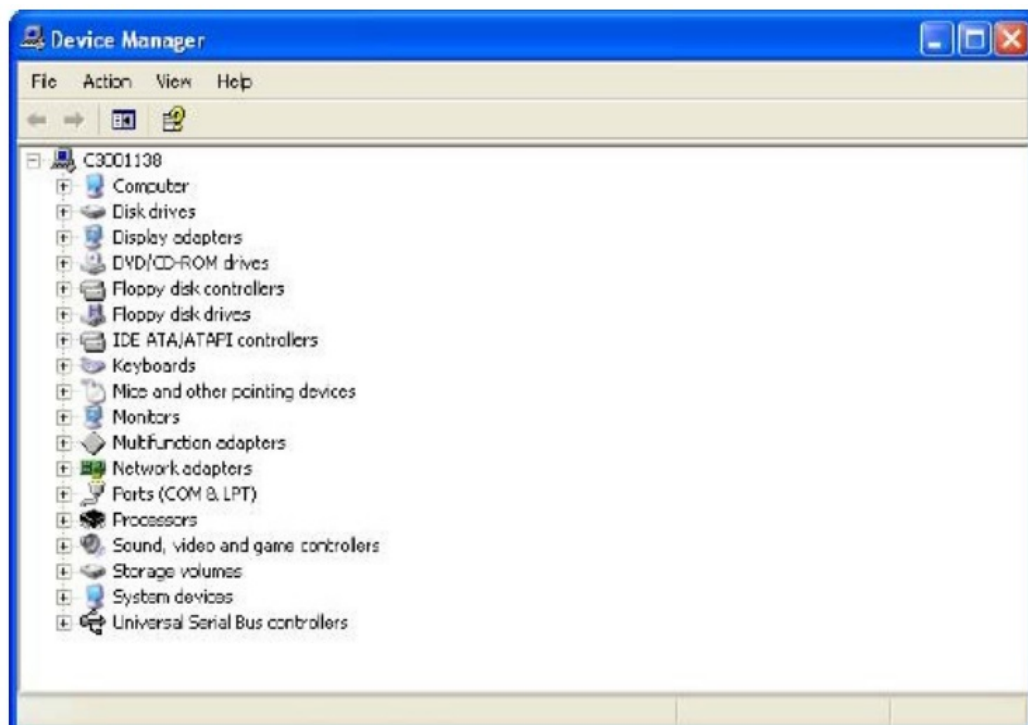 Device Manager
File Action View Help
C3001138
Computer
Disk drives
Display adapters
DVD/CD-ROM drives
Floppy disk controllers
Floppy disk drives
IDE ATA/ATAPI controllers
Keyboards
Mice and other pointing devices
Monitors
Multifunction adapters
Network adapters
Ports (COM & LPT)
Processors
Sound, video and game controllers
Storage volumes
System devices
Universal Serial Bus controllers